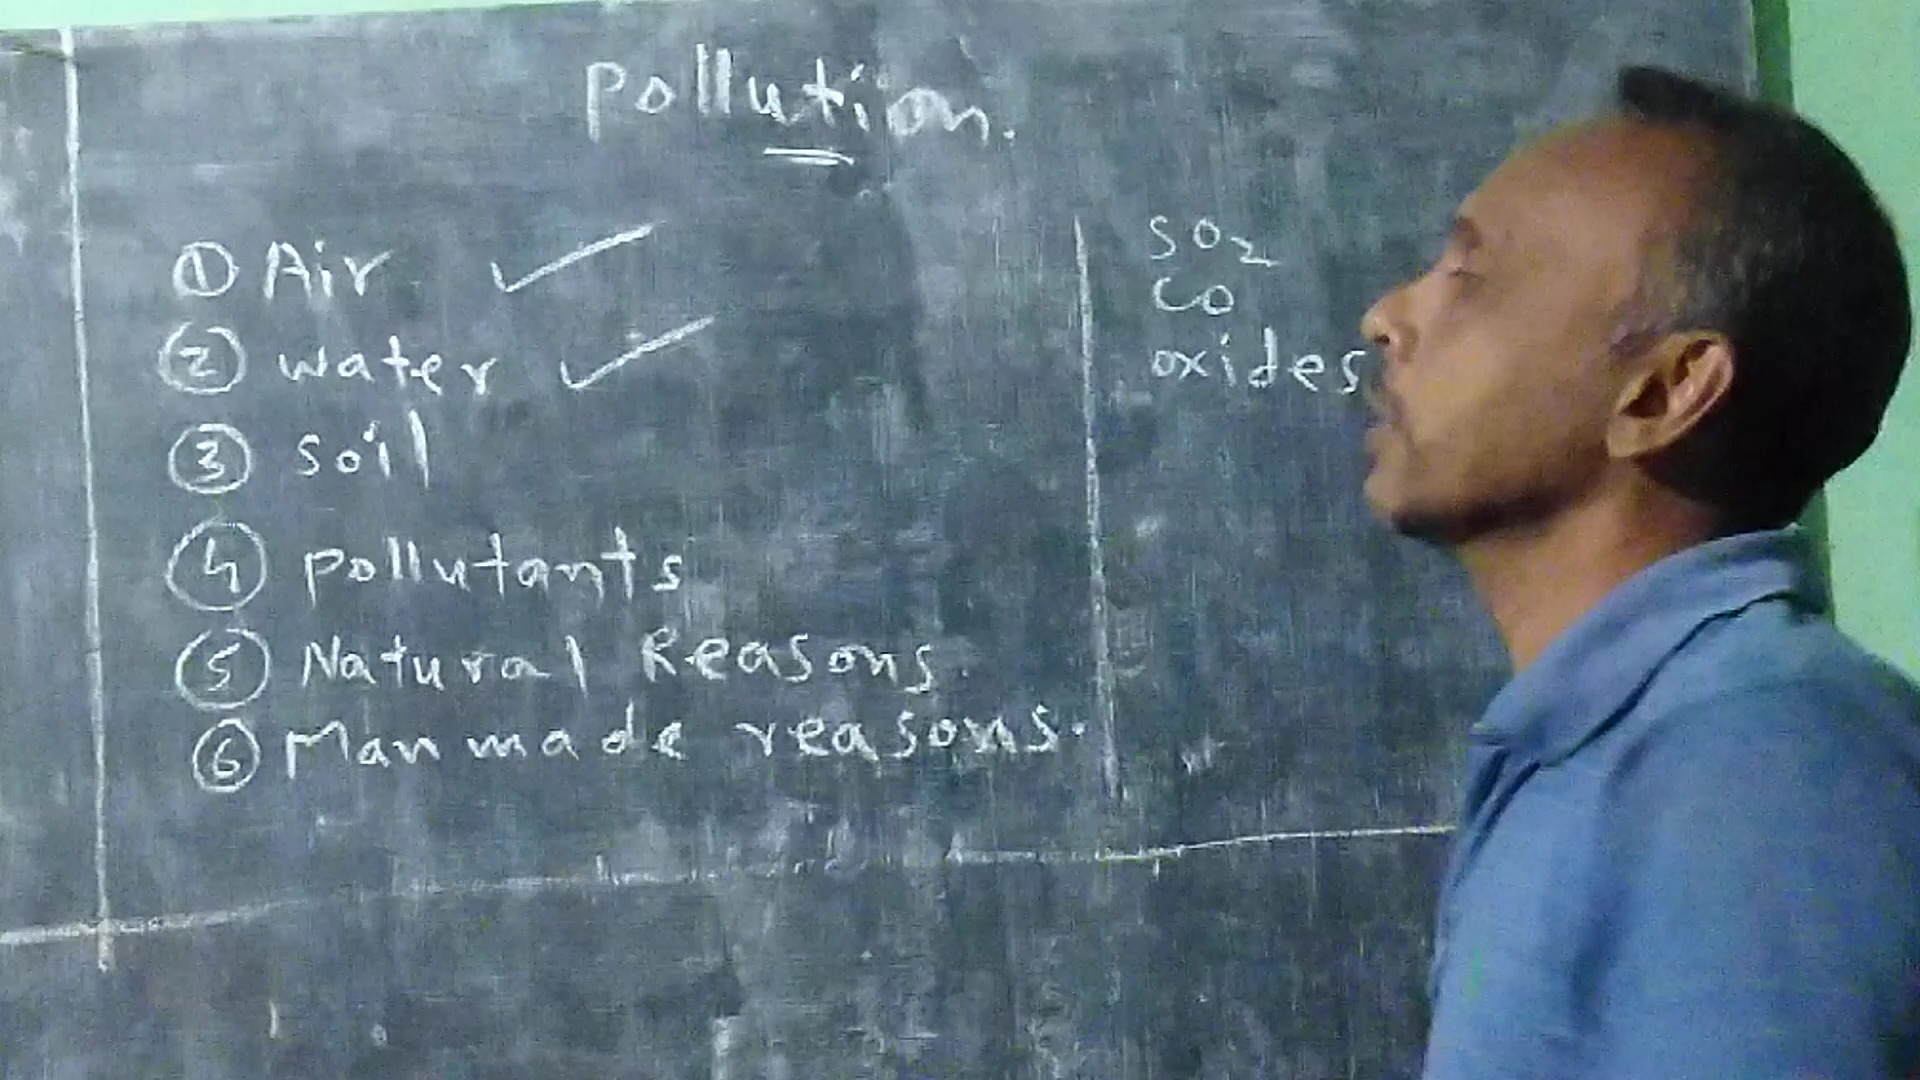 Pollution.
① Air ✓
② water ✓
③ soil
④ pollutants
⑤ Natural Reasons.
⑥ Man made reasons.
SO₂
CO
oxides